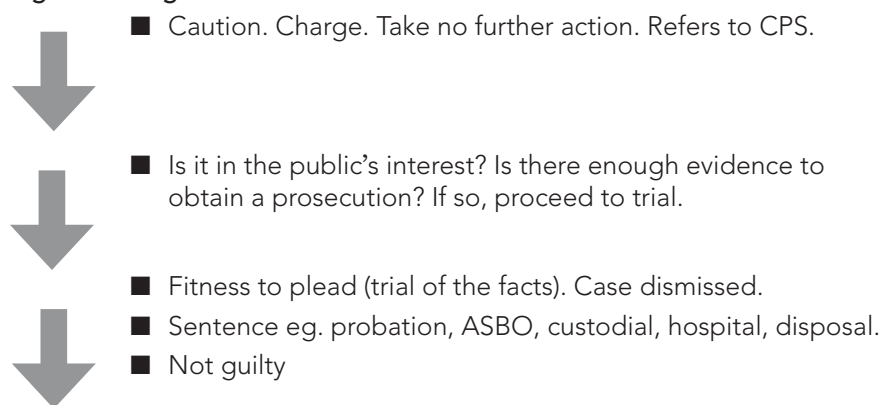 ■ Caution. Charge. Take no further action. Refers to CPS.
■ Is it in the public’s interest? Is there enough evidence to
obtain a prosecution? If so, proceed to trial.
■ Fitness to plead (trial of the facts). Case dismissed.
■ Sentence eg. probation, ASBO, custodial, hospital, disposal.
■ Not guilty